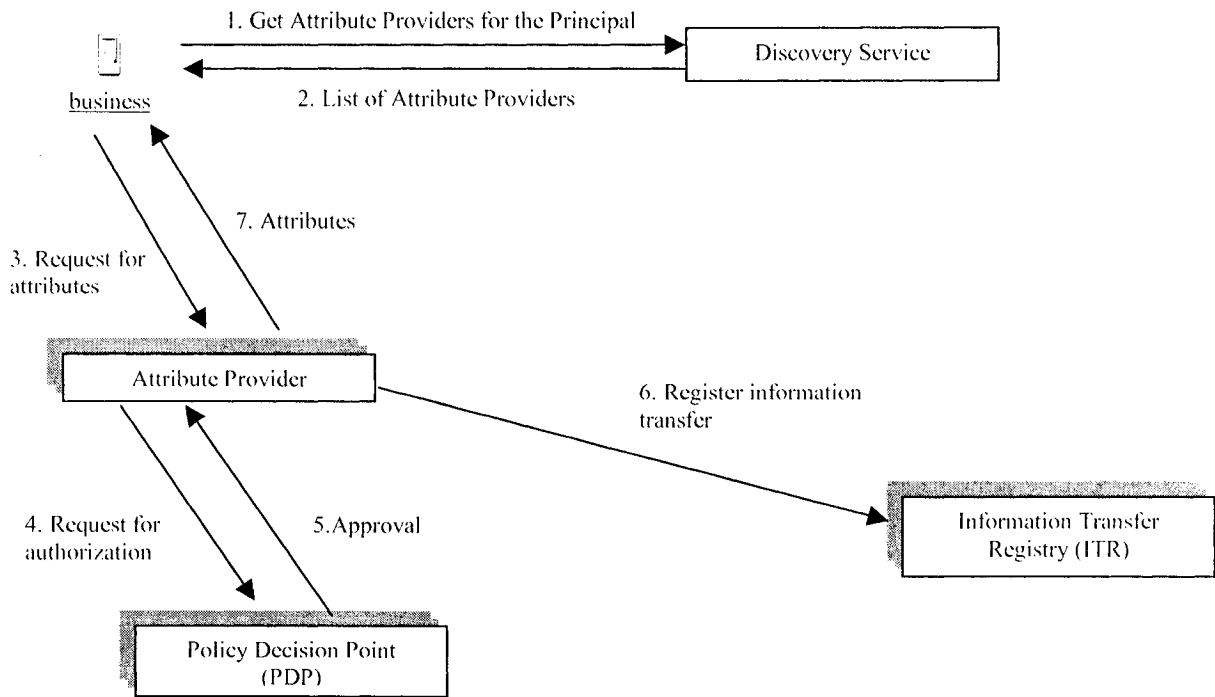 1. Get Attribute Providers for the Principal
Discovery Service
2. List of Attribute Providers
business
7. Attributes
3. Request for
attributes
Attribute Provider
6. Register information
transfer
4. Request for
authorization
5.Approval
Information Transfer
Registry (ITR)
Policy Decision Point
(PDP)